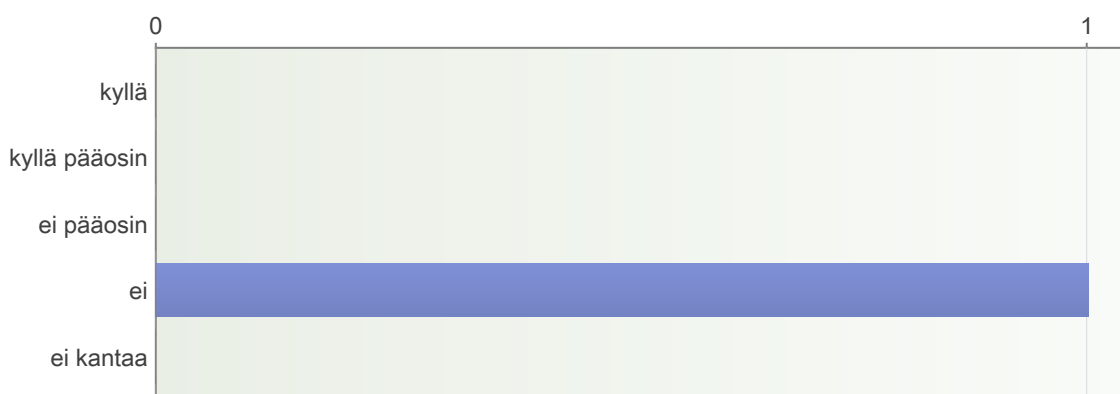 0 1
kyllä
kyllä pääosin
ei pääosin
ei
ei kantaa